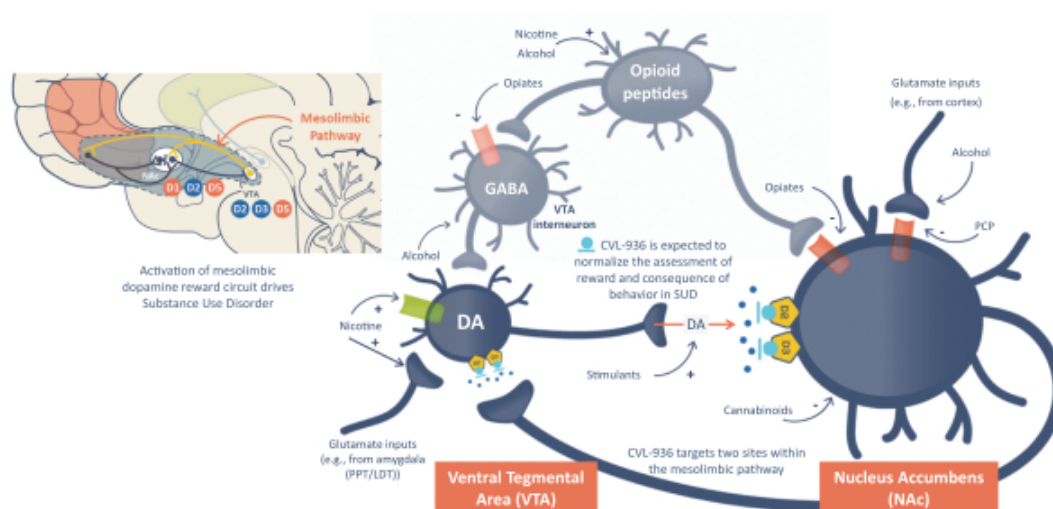 Mesolimbic
Pathway
NAc
D1 D2 D5
VTA
D2 D3 D5
Activation of mesolimbic
dopamine reward circuit drives
Substance Use Disorder
Nicotine +
Alcohol
Opioid
peptides
Opiates
-
GABA
VTA
interneuron
Alcohol
CVL-936 is expected to
normalize the assessment of
reward and consequence of
behavior in SUD
Glutamate inputs
(e.g., from cortex)
Alcohol
Opiates
-
-
PCP
+
Nicotine
+
DA
DA
Stimulants +
D2
D3
Cannabinoids -
Glutamate inputs
(e.g., from amygdala
(PPT/LDT))
CVL-936 targets two sites within
the mesolimbic pathway
Ventral Tegmental
Area (VTA)
Nucleus Accumbens
(NAc)